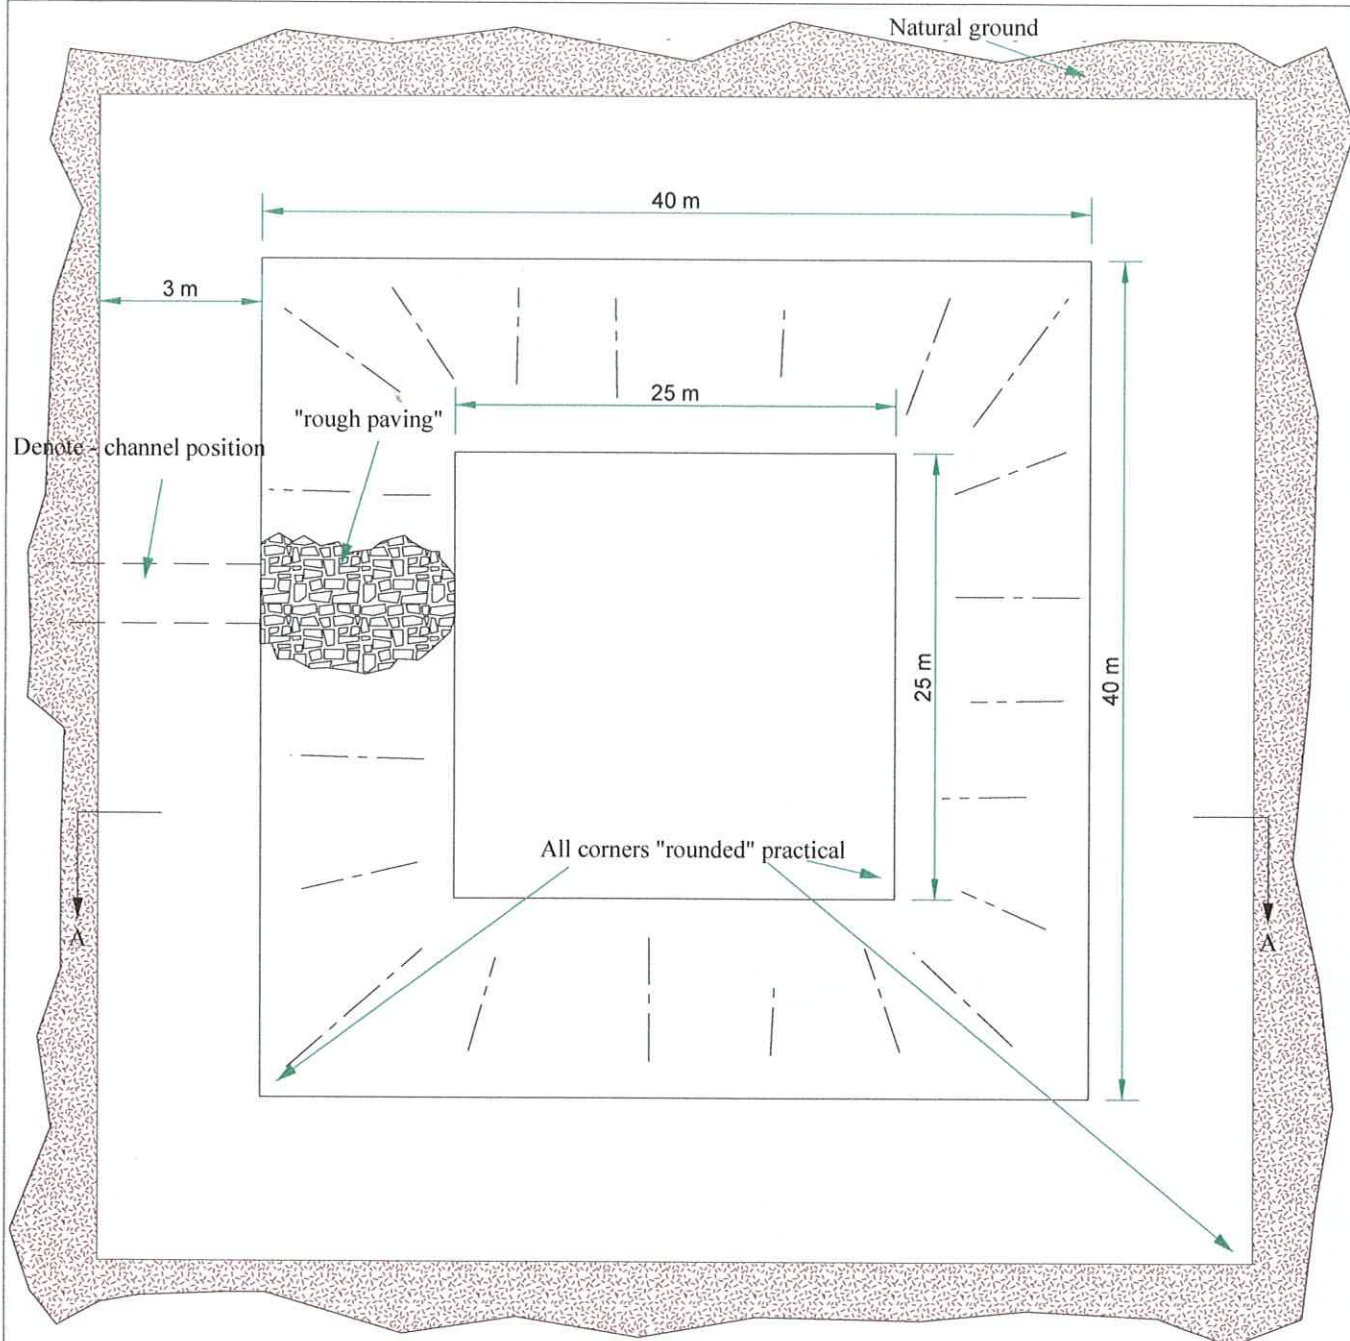 Natural ground
40 m
3 m
25 m
"rough paving"
Denote - channel position
25 m
40 m
All corners "rounded" practical
A
A